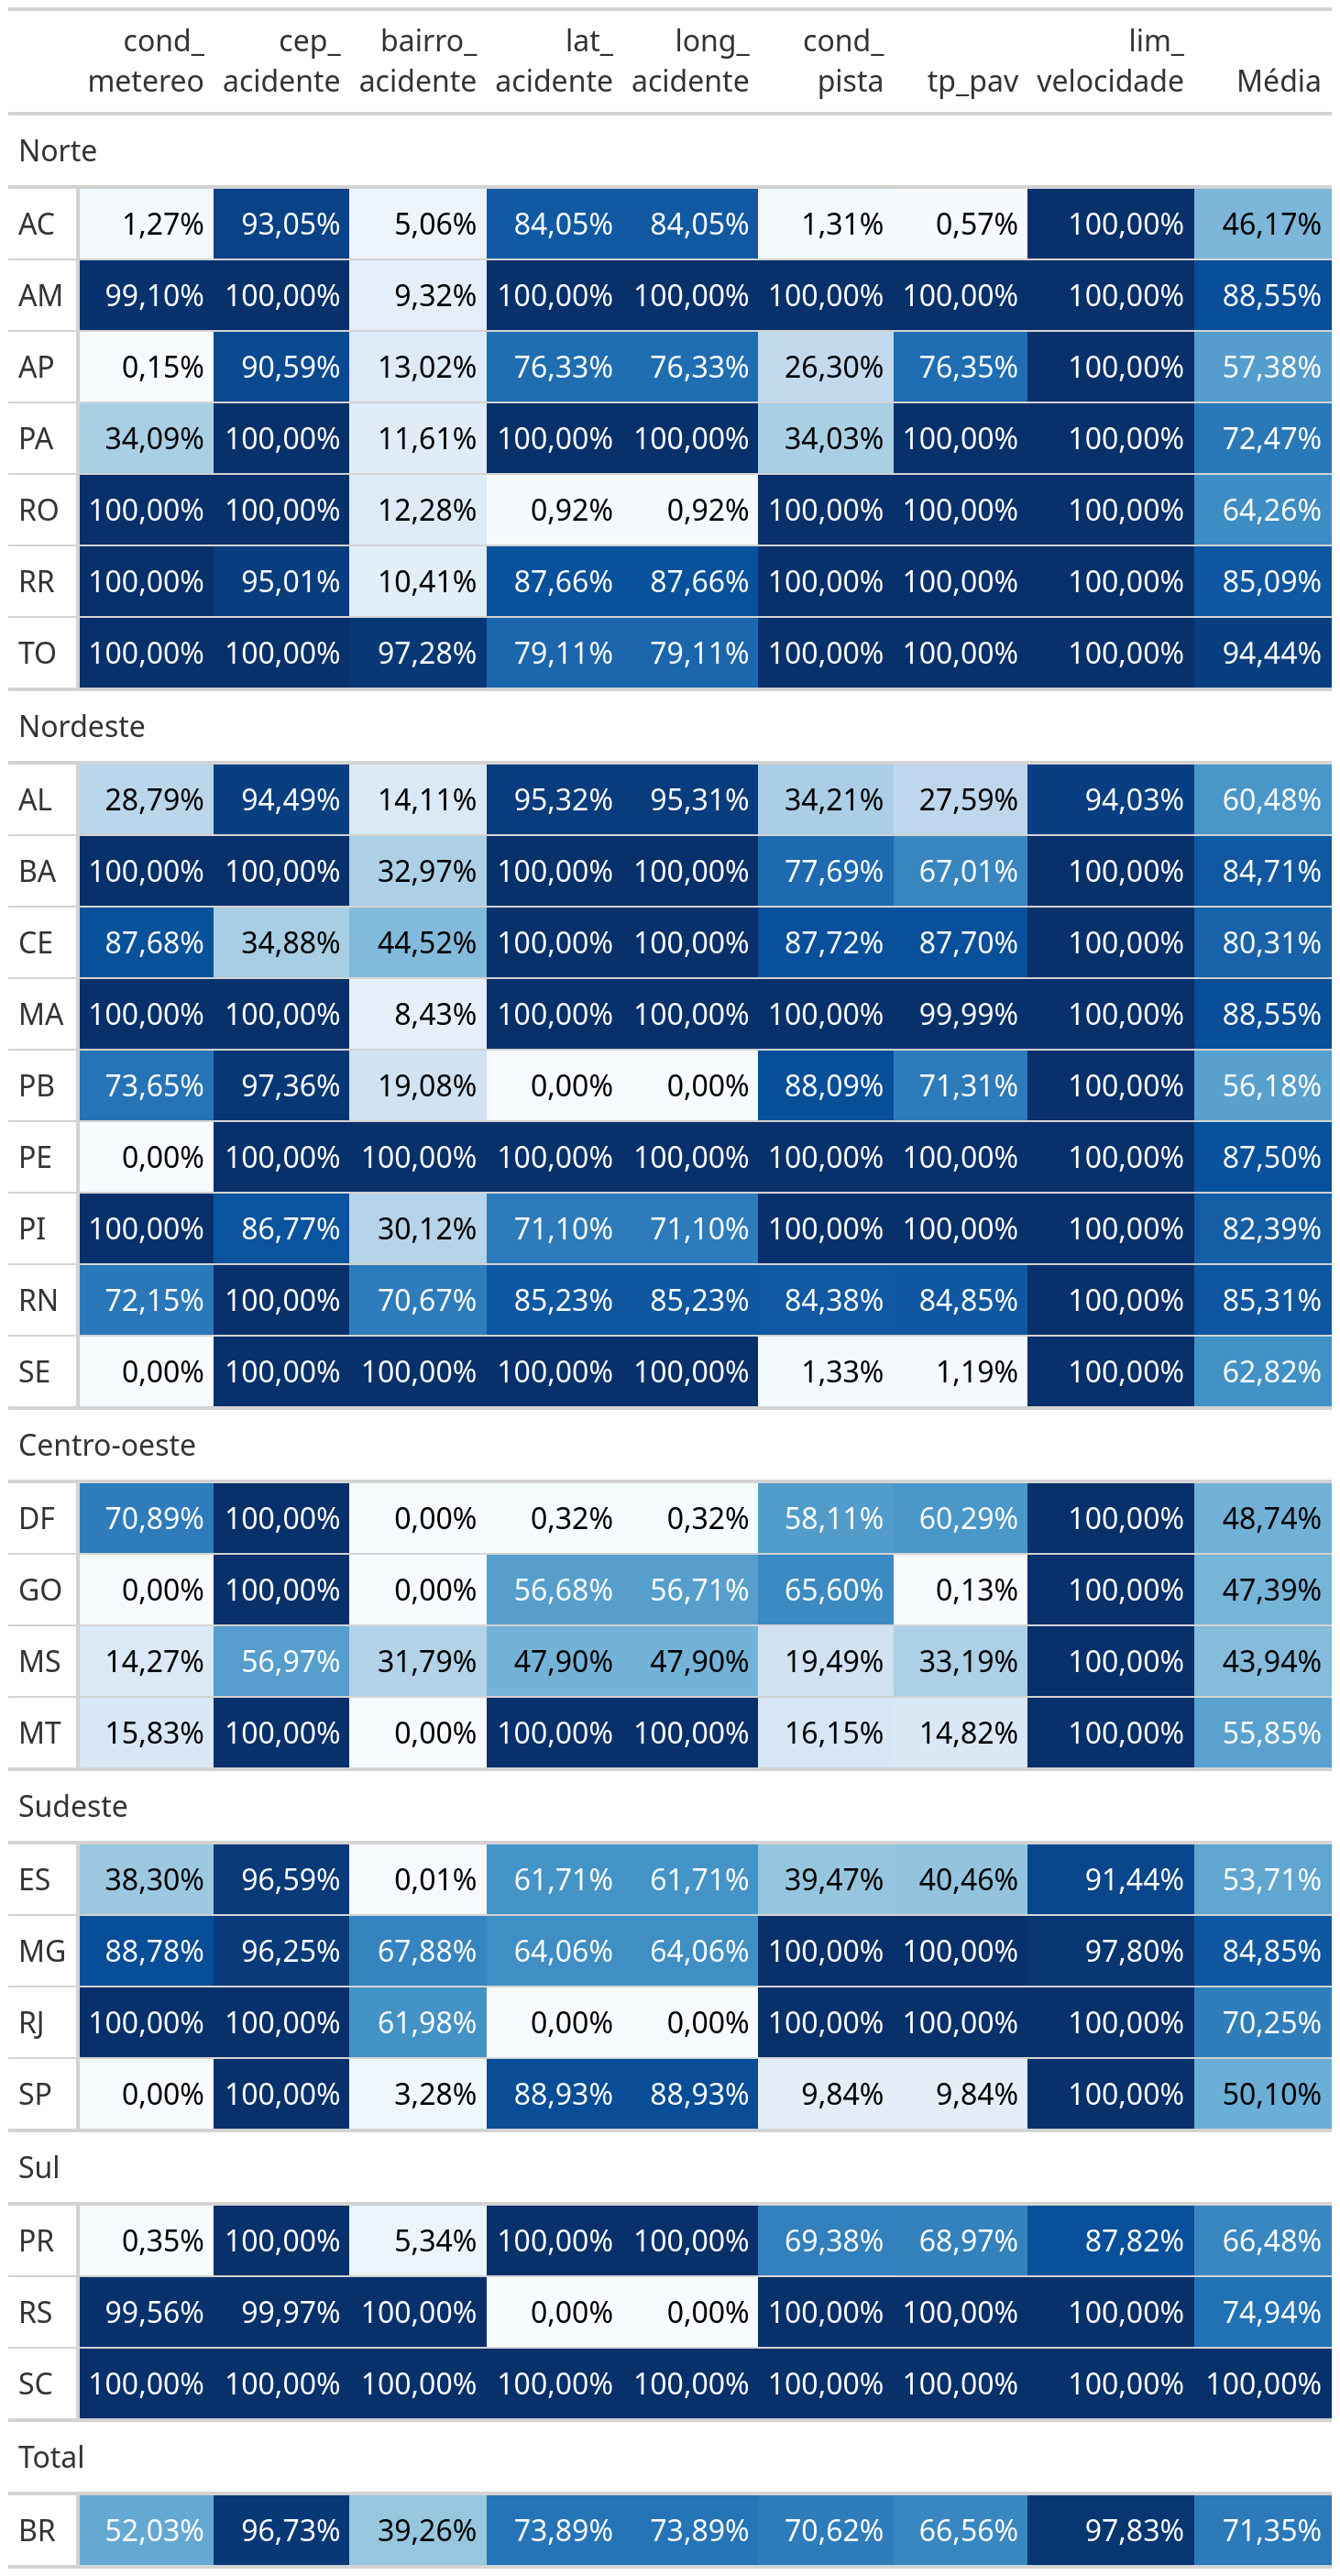 cond_ cep_ bairro_ lat_ long_ cond_ lim_
metereo acidente acidente acidente acidente pista tp_pav velocidade Média
Norte
AC 1,27% 93,05% 5,06% 84,05% 84,05% 1,31% 0,57% 100,00% 46,17%
AM 99,10% 100,00% 9,32% 100,00% 100,00% 100,00% 100,00% 100,00% 88,55%
AP 0,15% 90,59% 13,02% 76,33% 76,33% 26,30% 76,35% 100,00% 57,38%
PA 34,09% 100,00% 11,61% 100,00% 100,00% 34,03% 100,00% 100,00% 72,47%
RO 100,00% 100,00% 12,28% 0,92% 0,92% 100,00% 100,00% 100,00% 64,26%
RR 100,00% 95,01% 10,41% 87,66% 87,66% 100,00% 100,00% 100,00% 85,09%
TO 100,00% 100,00% 97,28% 79,11% 79,11% 100,00% 100,00% 100,00% 94,44%
Nordeste
AL 28,79% 94,49% 14,11% 95,32% 95,31% 34,21% 27,59% 94,03% 60,48%
BA 100,00% 100,00% 32,97% 100,00% 100,00% 77,69% 67,01% 100,00% 84,71%
CE 87,68% 34,88% 44,52% 100,00% 100,00% 87,72% 87,70% 100,00% 80,31%
MA 100,00% 100,00% 8,43% 100,00% 100,00% 100,00% 99,99% 100,00% 88,55%
PB 73,65% 97,36% 19,08% 0,00% 0,00% 88,09% 71,31% 100,00% 56,18%
PE 0,00% 100,00% 100,00% 100,00% 100,00% 100,00% 100,00% 100,00% 87,50%
PI 100,00% 86,77% 30,12% 71,10% 71,10% 100,00% 100,00% 100,00% 82,39%
RN 72,15% 100,00% 70,67% 85,23% 85,23% 84,38% 84,85% 100,00% 85,31%
SE 0,00% 100,00% 100,00% 100,00% 100,00% 1,33% 1,19% 100,00% 62,82%
Centro-oeste
DF 70,89% 100,00% 0,00% 0,32% 0,32% 58,11% 60,29% 100,00% 48,74%
GO 0,00% 100,00% 0,00% 56,68% 56,71% 65,60% 0,13% 100,00% 47,39%
MS 14,27% 56,97% 31,79% 47,90% 47,90% 19,49% 33,19% 100,00% 43,94%
MT 15,83% 100,00% 0,00% 100,00% 100,00% 16,15% 14,82% 100,00% 55,85%
Sudeste
ES 38,30% 96,59% 0,01% 61,71% 61,71% 39,47% 40,46% 91,44% 53,71%
MG 88,78% 96,25% 67,88% 64,06% 64,06% 100,00% 100,00% 97,80% 84,85%
RJ 100,00% 100,00% 61,98% 0,00% 0,00% 100,00% 100,00% 100,00% 70,25%
SP 0,00% 100,00% 3,28% 88,93% 88,93% 9,84% 9,84% 100,00% 50,10%
Sul
PR 0,35% 100,00% 5,34% 100,00% 100,00% 69,38% 68,97% 87,82% 66,48%
RS 99,56% 99,97% 100,00% 0,00% 0,00% 100,00% 100,00% 100,00% 74,94%
SC 100,00% 100,00% 100,00% 100,00% 100,00% 100,00% 100,00% 100,00% 100,00%
Total
BR 52,03% 96,73% 39,26% 73,89% 73,89% 70,62% 66,56% 97,83% 71,35%